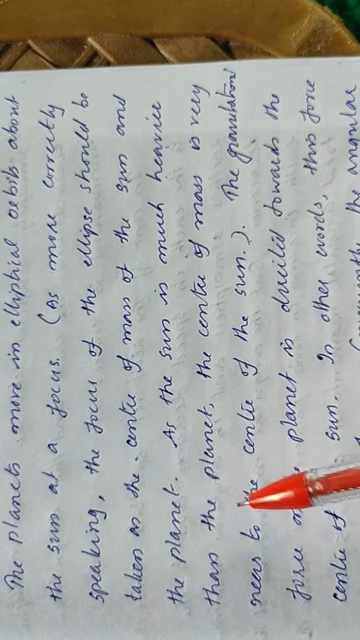 The planets move in elliptical orbits about
the sun at a focus. (As more correctly
speaking, the focus of the ellipse should be
taken as the centre of mass of the sun and
the planet. As the sun is much heavier
than the planet, the centre of mass is very
near to the centre of the sun.). The gravitational
force on planet is directed towards the
centre of sun. In other words, this force
the angular